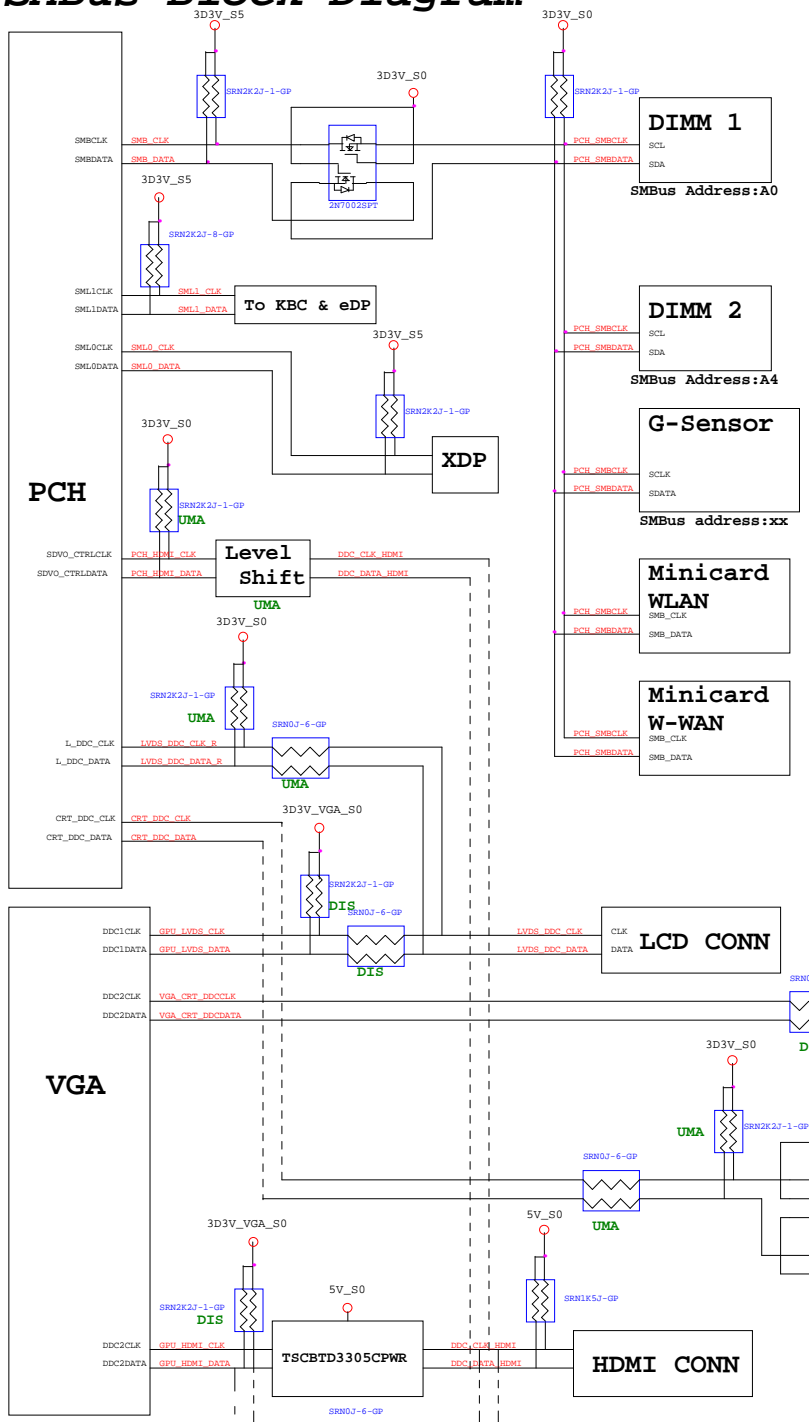 SMBus Block Diagram
3D3V_S5
3D3V_S0
SRN2K2J-1-GP
3D3V_S0
SRN2K2J-1-GP
DIMM 1
SMBCLK
SMB_CLK
PCH_SMBCLK
SCL
SMBDATA
SMB_DATA
PCH_SMBDATA
SDA
3D3V_S5
2N7002SPT
SMBus Address:A0
SRN2K2J-8-GP
SML1CLK
SML1_CLK
SML1DATA
SML1_DATA
To KBC & eDP
DIMM 2
PCH_SMBCLK
SCL
PCH_SMBDATA
SDA
SMBus Address:A4
3D3V_S5
SML0CLK
SML0_CLK
SML0DATA
SML0_DATA
SRN2K2J-1-GP
XDP
G-Sensor
PCH_SMBCLK
SCLK
PCH_SMBDATA
SDATA
SMBus address:xx
3D3V_S0
PCH
SRN2K2J-1-GP
UMA
SDVO_CTRLCLK
PCH_HDMI_CLK
Level
Shift
DDC_CLK_HDMI
SDVO_CTRLDATA
PCH_HDMI_DATA
DDC_DATA_HDMI
UMA
Minicard
WLAN
PCH_SMBCLK
SMB_CLK
PCH_SMBDATA
SMB_DATA
3D3V_S0
SRN2K2J-1-GP
UMA
SRN0J-6-GP
Minicard
W-WAN
PCH_SMBCLK
SMB_CLK
PCH_SMBDATA
SMB_DATA
L_DDC_CLK
LVDS_DDC_CLK_R
L_DDC_DATA
LVDS_DDC_DATA_R
UMA
3D3V_VGA_S0
CRT_DDC_CLK
CRT_DDC_CLK
CRT_DDC_DATA
CRT_DDC_DATA
SRN2K2J-1-GP
DIS
SRN0J-6-GP
DDC1CLK
GPU_LVDS_CLK
LVDS_DDC_CLK
CLK
DDC1DATA
GPU_LVDS_DATA
LVDS_DDC_DATA
DATA
LCD CONN
DIS
DDC2CLK
VGA_CRT_DDCCLK
DDC2DATA
VGA_CRT_DDCDATA
SRN0
D
3D3V_S0
VGA
UMA
SRN2K2J-1-GP
SRN0J-6-GP
UMA
3D3V_VGA_S0
5V_S0
5V_S0
SRN2K2J-1-GP
DIS
SRN1K5J-GP
DDC2CLK
GPU_HDMI_CLK
DDC_CLK_HDMI
DDC2DATA
GPU_HDMI_DATA
TSCBTD3305CPWR
DDC_DATA_HDMI
HDMI CONN
SRN0J-6-GP